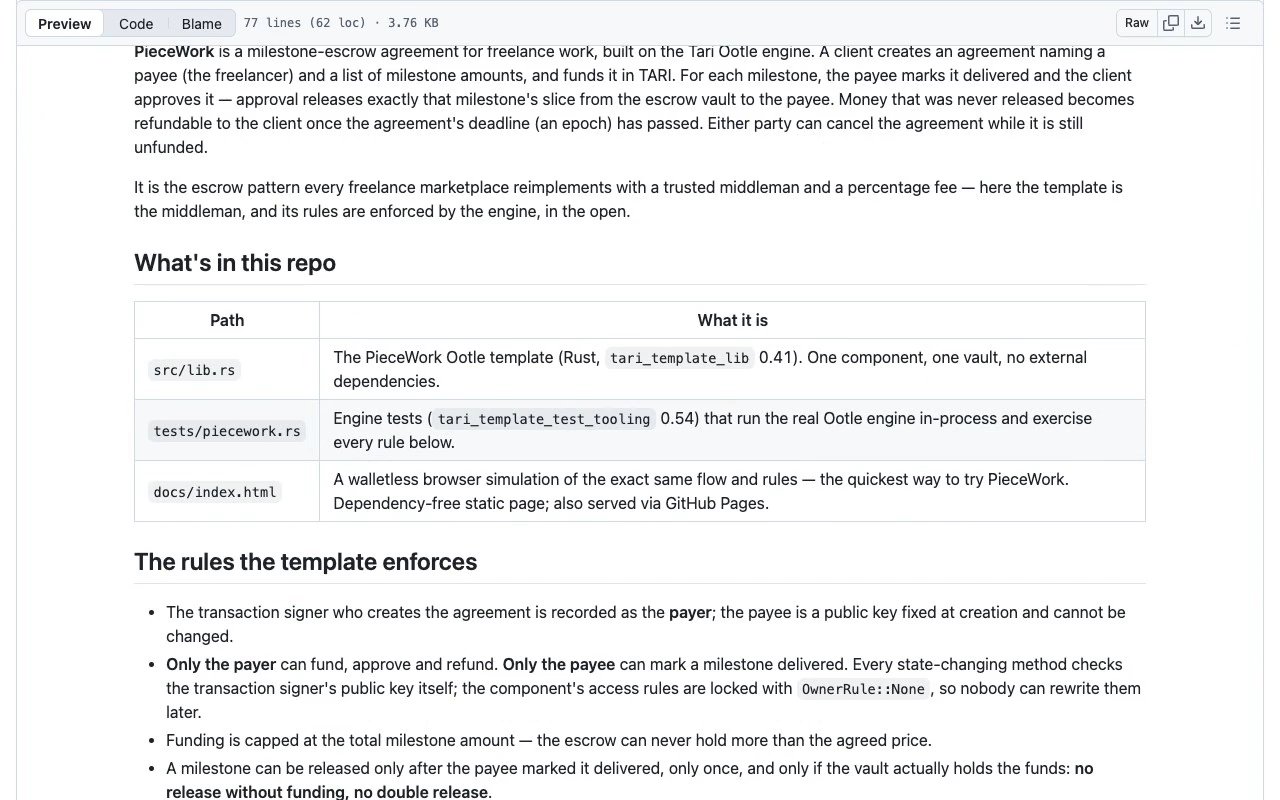 Preview Code Blame 77 lines (62 loc) · 3.76 KB Raw
PieceWork is a milestone-escrow agreement for freelance work, built on the Tari Ootle engine. A client creates an agreement naming a
payee (the freelancer) and a list of milestone amounts, and funds it in TARI. For each milestone, the payee marks it delivered and the client
approves it — approval releases exactly that milestone's slice from the escrow vault to the payee. Money that was never released becomes
refundable to the client once the agreement's deadline (an epoch) has passed. Either party can cancel the agreement while it is still
unfunded.
It is the escrow pattern every freelance marketplace reimplements with a trusted middleman and a percentage fee — here the template is
the middleman, and its rules are enforced by the engine, in the open.
What's in this repo
Path What it is
src/lib.rs The PieceWork Ootle template (Rust, tari_template_lib 0.41). One component, one vault, no external
dependencies.
tests/piecework.rs Engine tests ( tari_template_test_tooling 0.54) that run the real Ootle engine in-process and exercise
every rule below.
docs/index.html A walletless browser simulation of the exact same flow and rules — the quickest way to try PieceWork.
Dependency-free static page; also served via GitHub Pages.
The rules the template enforces
• The transaction signer who creates the agreement is recorded as the payer; the payee is a public key fixed at creation and cannot be
changed.
• Only the payer can fund, approve and refund. Only the payee can mark a milestone delivered. Every state-changing method checks
the transaction signer's public key itself; the component's access rules are locked with OwnerRule::None , so nobody can rewrite them
later.
• Funding is capped at the total milestone amount — the escrow can never hold more than the agreed price.
• A milestone can be released only after the payee marked it delivered, only once, and only if the vault actually holds the funds: no
release without funding, no double release.